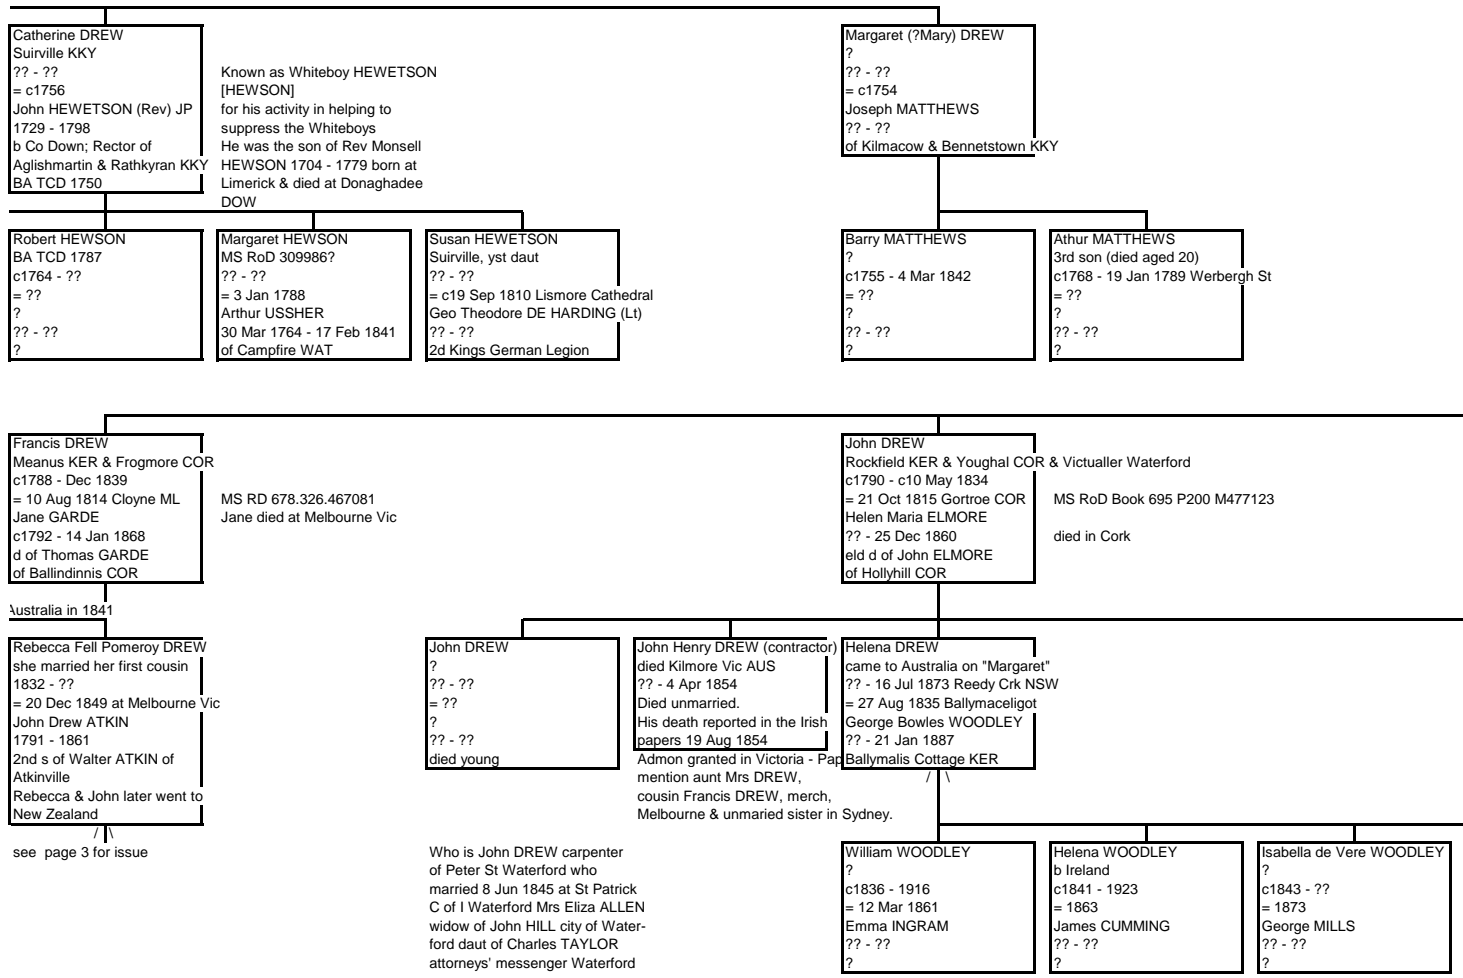 Catherine DREW
Suirville KKY
?? - ??
= c1756
John HEWETSON (Rev) JP
1729 - 1798
b Co Down; Rector of
Aglishmartin & Rathkyran KKY
BA TCD 1750
Known as Whiteboy HEWETSON
[HEWSON]
for his activity in helping to
suppress the Whiteboys
He was the son of Rev Monsell
HEWSON 1704 - 1779 born at
Limerick & died at Donaghadee
DOW
Margaret (?Mary) DREW
?
?? - ??
= c1754
Joseph MATTHEWS
?? - ??
of Kilmacow & Bennetstown KKY
Robert HEWSON
BA TCD 1787
c1764 - ??
= ??
?
?? - ??
?
Margaret HEWSON
MS RoD 309986?
?? - ??
= 3 Jan 1788
Arthur USSHER
30 Mar 1764 - 17 Feb 1841
of Campfire WAT
Susan HEWETSON
Suirville, yst daut
?? - ??
= c19 Sep 1810 Lismore Cathedral
Geo Theodore DE HARDING (Lt)
?? - ??
2d Kings German Legion
Barry MATTHEWS
?
c1755 - 4 Mar 1842
= ??
?
?? - ??
?
Athur MATTHEWS
3rd son (died aged 20)
c1768 - 19 Jan 1789 Werbergh St
= ??
?
?? - ??
?
Francis DREW
Meanus KER & Frogmore COR
c1788 - Dec 1839
= 10 Aug 1814 Cloyne ML
Jane GARDE
c1792 - 14 Jan 1868
d of Thomas GARDE
of Ballindinnis COR
MS RD 678.326.467081
Jane died at Melbourne Vic
John DREW
Rockfield KER & Youghal COR & Victualler Waterford
c1790 - c10 May 1834
= 21 Oct 1815 Gortroe COR
Helen Maria ELMORE
?? - 25 Dec 1860
eld d of John ELMORE
of Hollyhill COR
MS RoD Book 695 P200 M477123
died in Cork
Australia in 1841
Rebecca Fell Pomeroy DREW
she married her first cousin
1832 - ??
= 20 Dec 1849 at Melbourne Vic
John Drew ATKIN
1791 - 1861
2nd s of Walter ATKIN of
Atkinville
Rebecca & John later went to
New Zealand
/ \
see page 3 for issue
John DREW
?
?? - ??
= ??
?
?? - ??
died young
John Henry DREW (contractor)
died Kilmore Vic AUS
?? - 4 Apr 1854
Died unmarried.
His death reported in the Irish
papers 19 Aug 1854
Admon granted in Victoria - Pap
mention aunt Mrs DREW,
cousin Francis DREW, merch,
Melbourne & unmaried sister in Sydney.
Helena DREW
came to Australia on "Margaret"
?? - 16 Jul 1873 Reedy Crk NSW
= 27 Aug 1835 Ballymaceligot
George Bowles WOODLEY
?? - 21 Jan 1887
Ballymalis Cottage KER
/ \
Who is John DREW carpenter
of Peter St Waterford who
married 8 Jun 1845 at St Patrick
C of I Waterford Mrs Eliza ALLEN
widow of John HILL city of Water-
ford daut of Charles TAYLOR
attorneys' messenger Waterford
William WOODLEY
?
c1836 - 1916
= 12 Mar 1861
Emma INGRAM
?? - ??
?
Helena WOODLEY
b Ireland
c1841 - 1923
= 1863
James CUMMING
?? - ??
?
Isabella de Vere WOODLEY
?
c1843 - ??
= 1873
George MILLS
?? - ??
?